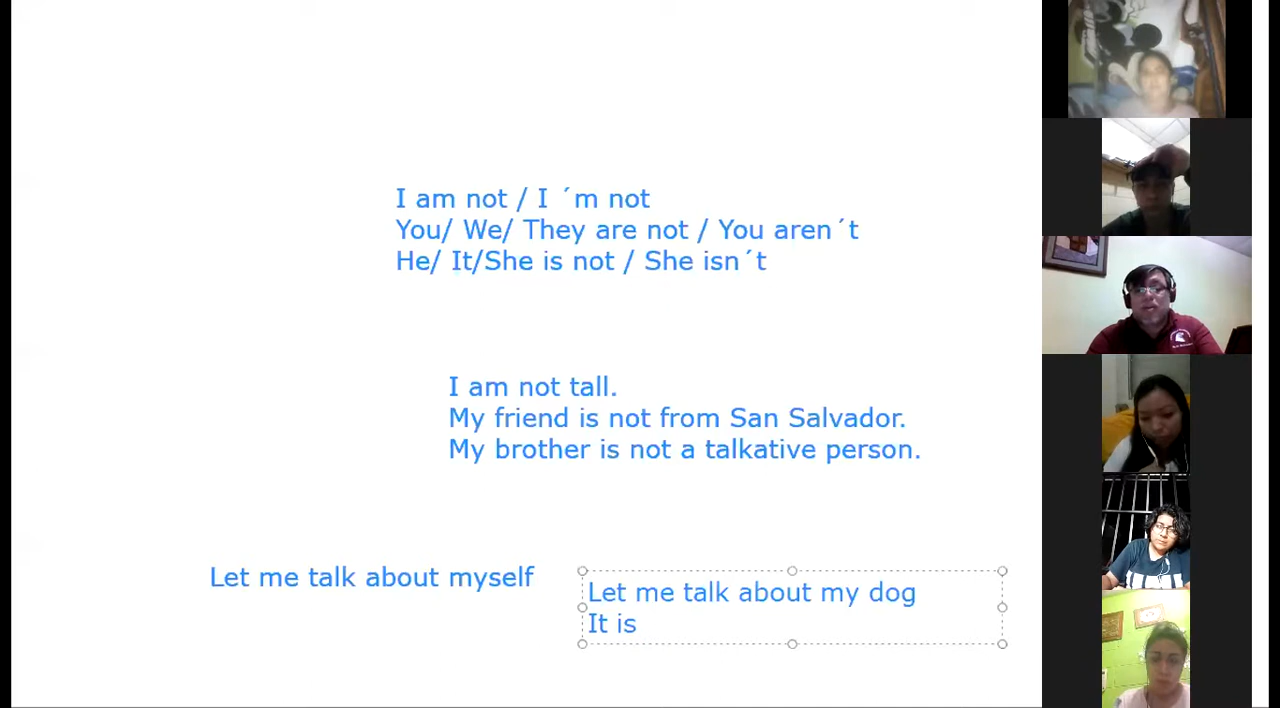 I am not / I ´m not
You/ We/ They are not / You aren´t
He/ It/She is not / She isn´t
I am not tall.
My friend is not from San Salvador.
My brother is not a talkative person.
Let me talk about myself
Let me talk about my dog
It is